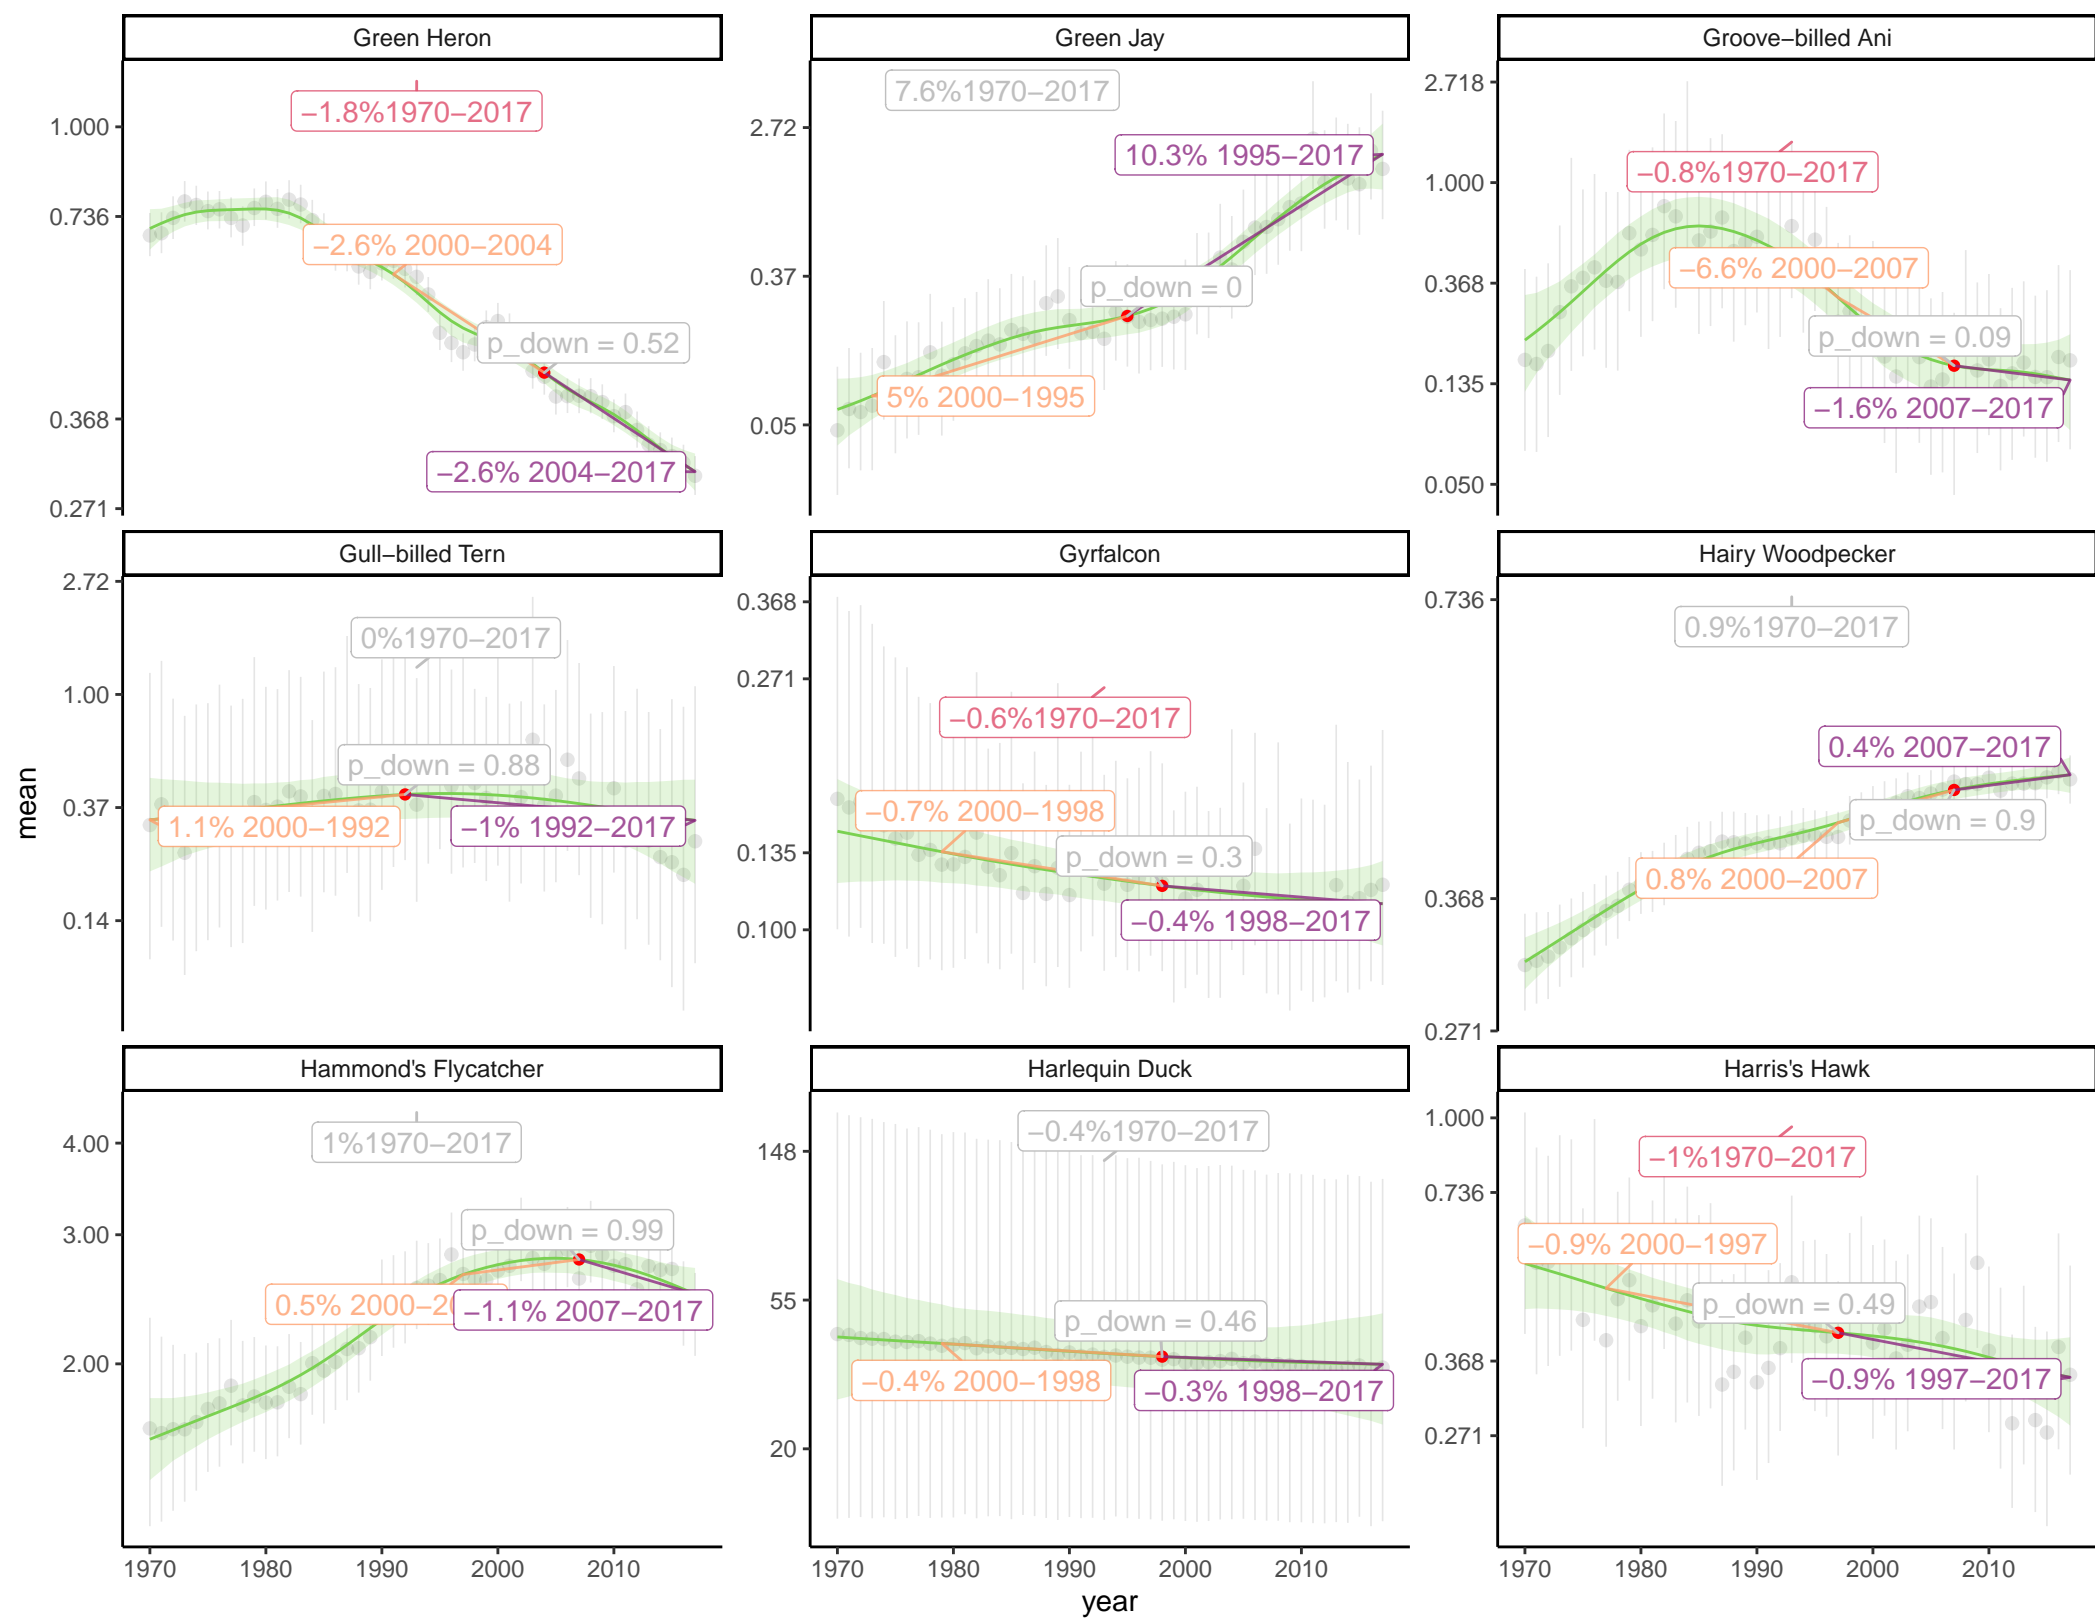 Green Heron
Green Jay
Groove−billed Ani
−1.8%1970−2017
−2.6% 2000−2004
p_down = 0.52
−2.6% 2004−2017
1.000
0.736
0.368
0.271
7.6%1970−2017
10.3% 1995−2017
p_down = 0
5% 2000−1995
2.72
0.37
0.05
−0.8%1970−2017
−6.6% 2000−2007
p_down = 0.09
−1.6% 2007−2017
2.718
1.000
0.368
0.135
0.050
Gull−billed Tern
Gyrfalcon
Hairy Woodpecker
0%1970−2017
p_down = 0.88
1.1% 2000−1992
−1% 1992−2017
2.72
1.00
0.37
0.14
−0.6%1970−2017
−0.7% 2000−1998
p_down = 0.3
−0.4% 1998−2017
0.368
0.271
0.135
0.100
0.9%1970−2017
0.4% 2007−2017
p_down = 0.9
0.8% 2000−2007
0.736
0.368
0.271
Hammond's Flycatcher
Harlequin Duck
Harris's Hawk
1%1970−2017
p_down = 0.99
0.5% 2000−20
−1.1% 2007−2017
4.00
3.00
2.00
−0.4%1970−2017
p_down = 0.46
−0.4% 2000−1998
−0.3% 1998−2017
148
55
20
−1%1970−2017
−0.9% 2000−1997
p_down = 0.49
−0.9% 1997−2017
1.000
0.736
0.368
0.271
1970 1980 1990 2000 2010
1970 1980 1990 2000 2010
1970 1980 1990 2000 2010
year
mean